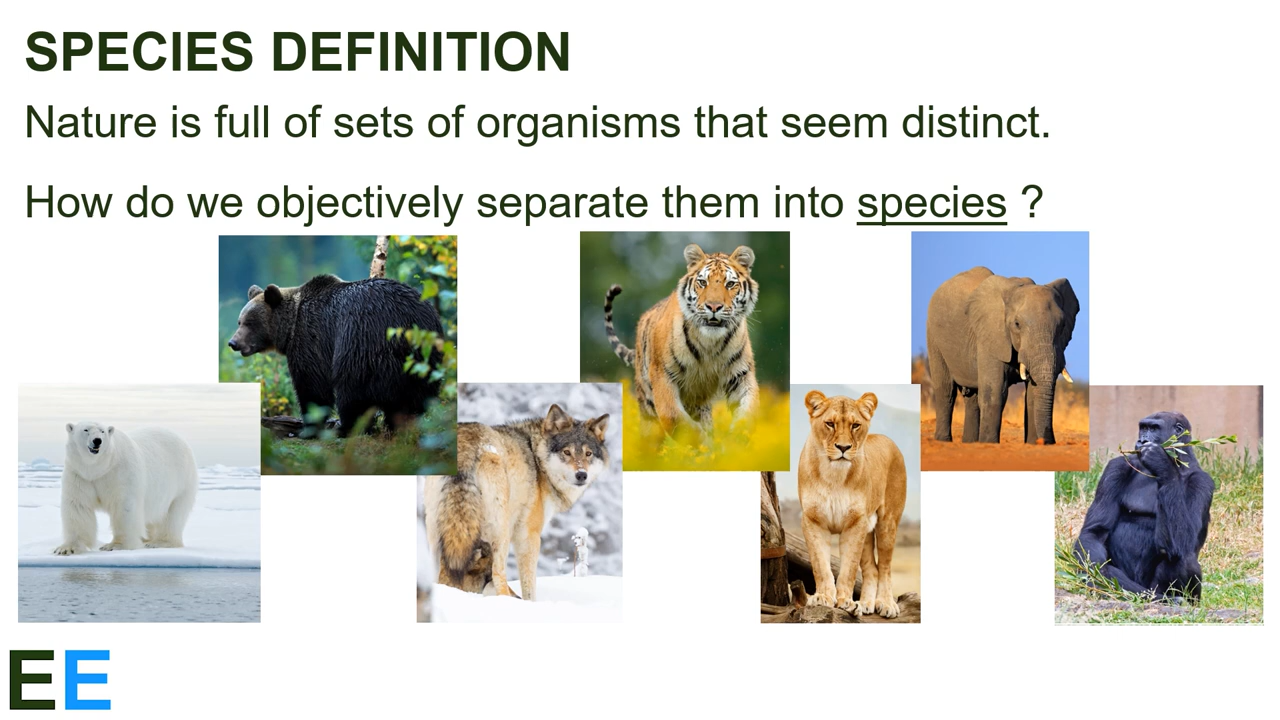 SPECIES DEFINITION
Nature is full of sets of organisms that seem distinct.
How do we objectively separate them into species ?
EE